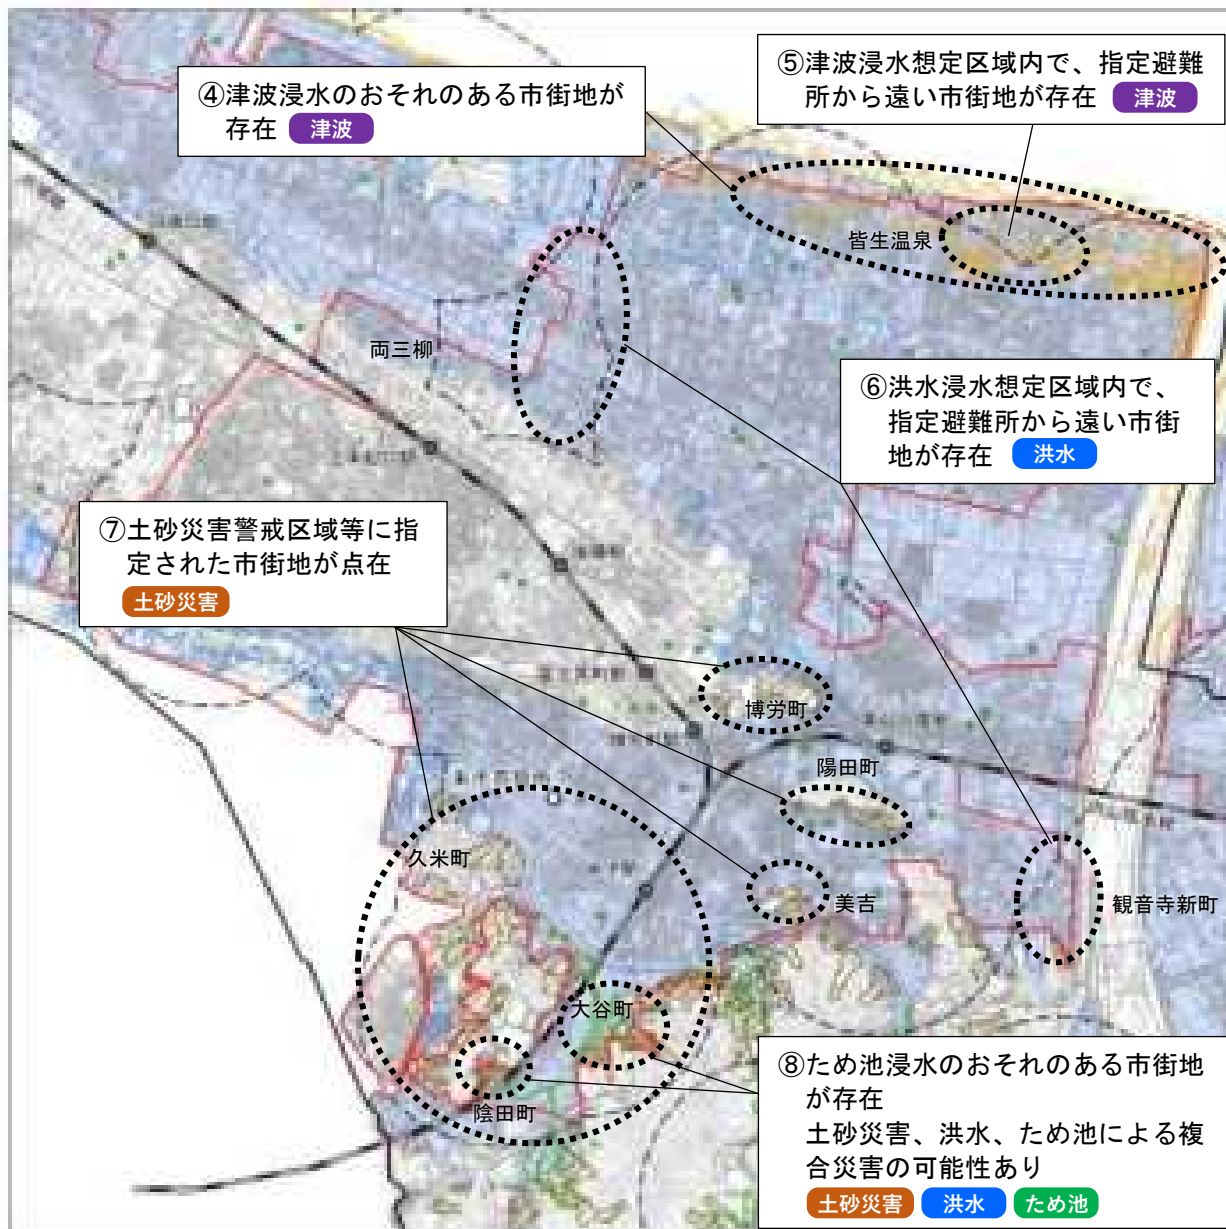 ④津波浸水のおそれのある市街地が
存在 津波
⑤津波浸水想定区域内で、指定避難
所から遠い市街地が存在 津波
皆生温泉
両三柳
⑥洪水浸水想定区域内で、
指定避難所から遠い市街
地が存在 洪水
⑦土砂災害警戒区域等に指
定された市街地が点在
土砂災害
博労町
陽田町
久米町
美吉
観音寺新町
大谷町
陰田町
⑧ため池浸水のおそれのある市街地
が存在
土砂災害、洪水、ため池による複
合災害の可能性あり
土砂災害 洪水 ため池